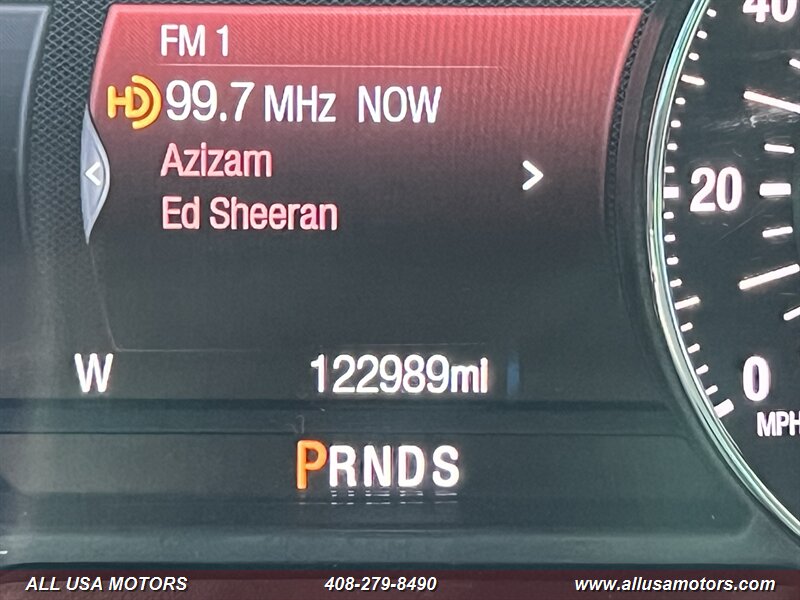 FM 1
HD 99.7 MHz NOW
Azizam
Ed Sheeran
W 122989mi
PRNDS
40
20
0
MPH
ALL USA MOTORS 408-279-8490 www.allusamotors.com